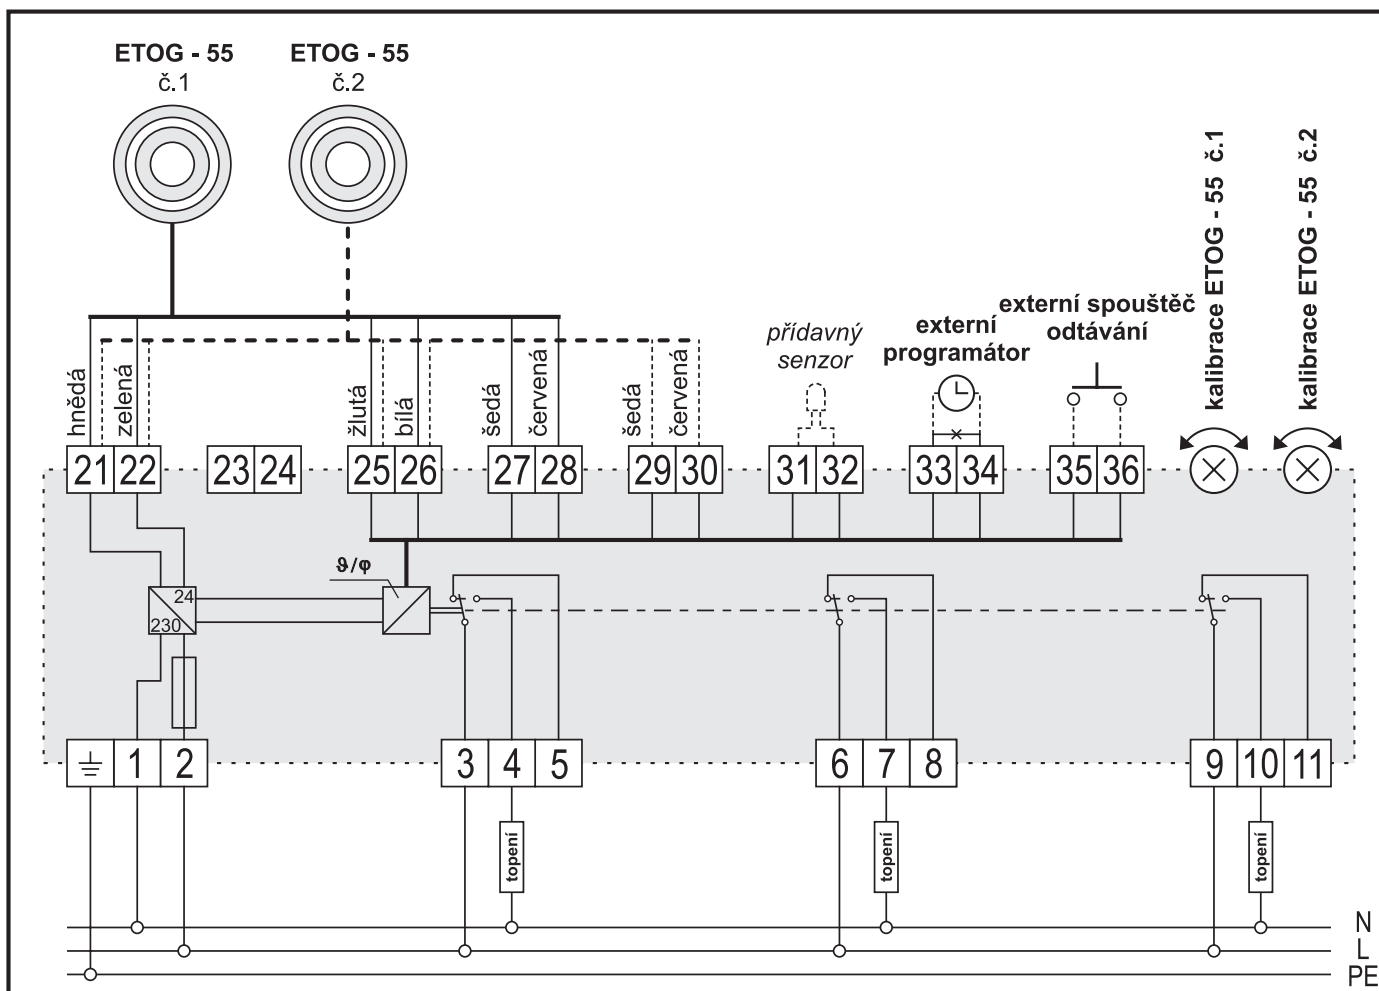 ETOG - 55
č.1
ETOG - 55
č.2
kalibrace ETOG - 55 č.1
kalibrace ETOG - 55 č.2
přídavný
senzor
externí
programátor
externí spouštěč
odtávání
hnědá
zelená
žlutá
bílá
šedá
červená
šedá
červená
21 22
23 24
25 26
27 28
29 30
31 32
33 34
35 36
ϑ/φ
24
230
1 2
3 4 5
6 7 8
9 10 11
topení
topení
topení
N
L
PE